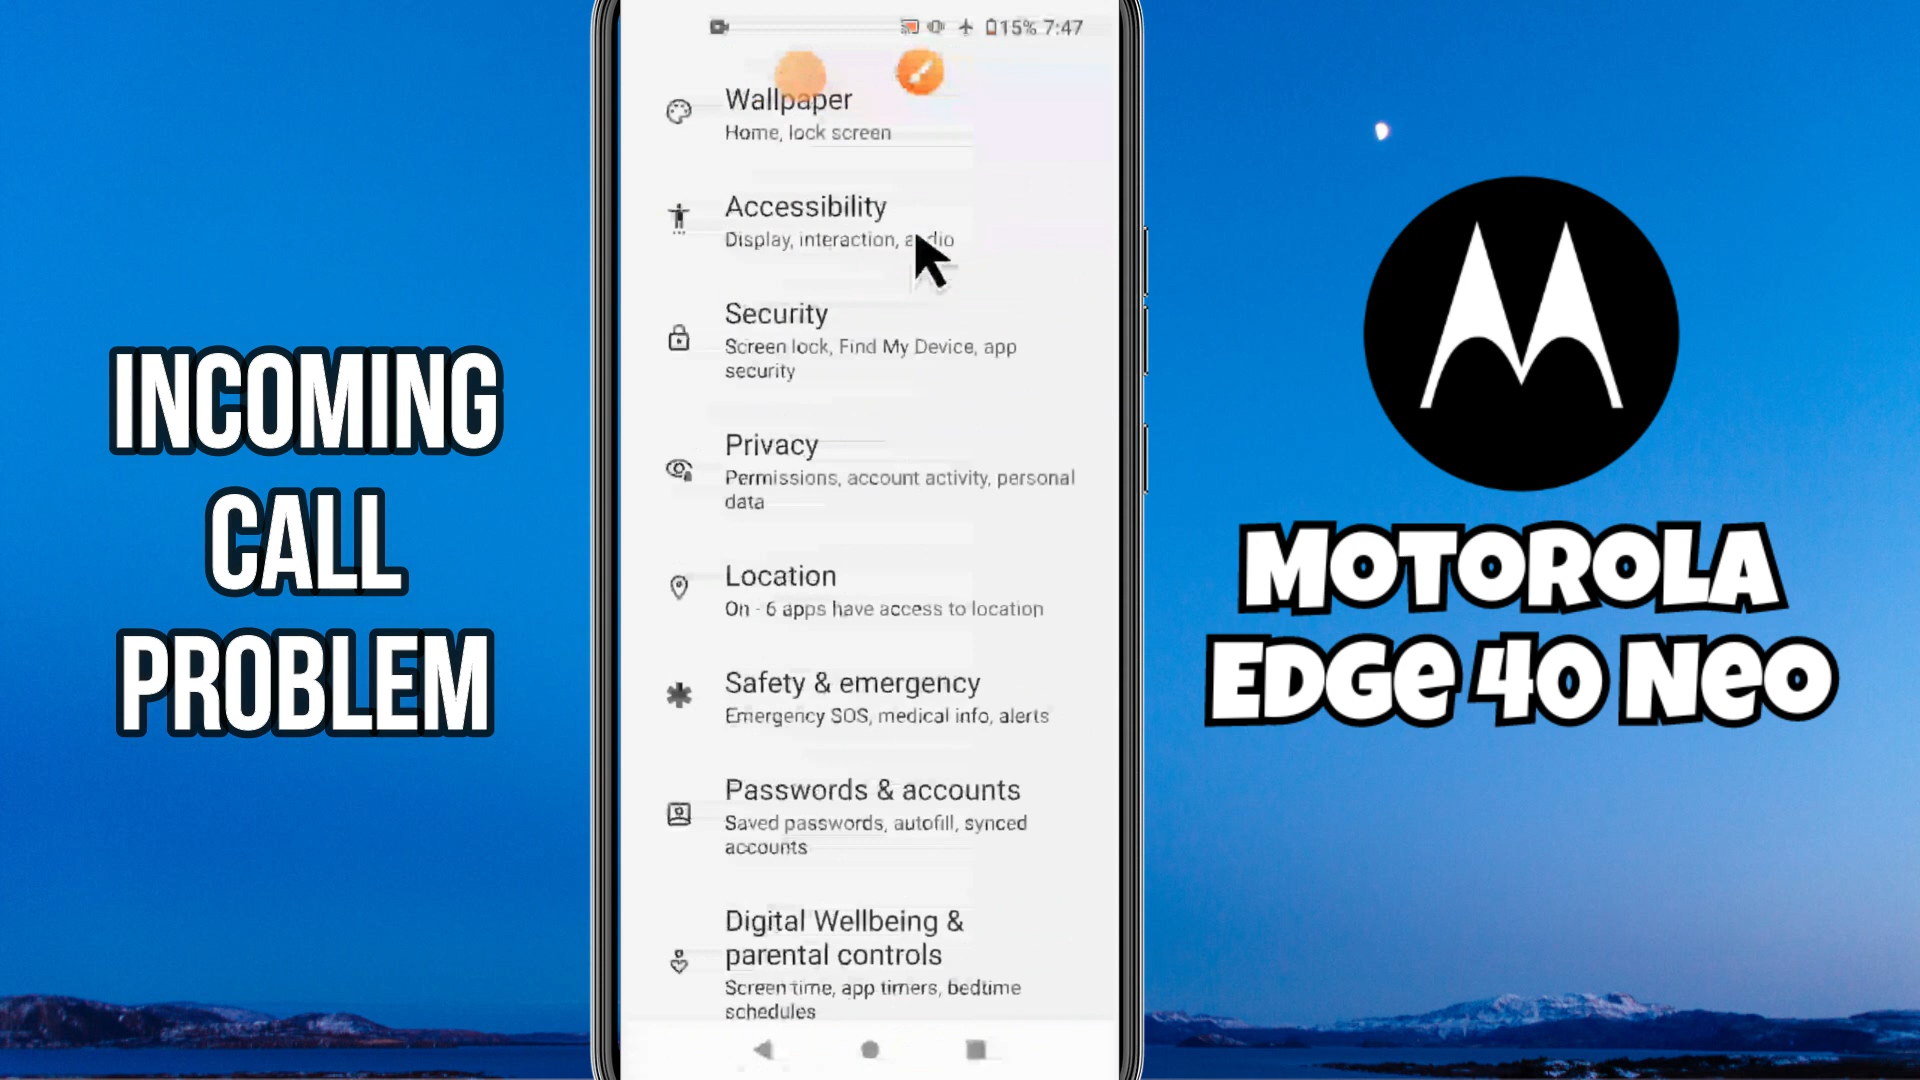 INCOMING
CALL
PROBLEM
15% 7:47
Wallpaper
Home, lock screen
Accessibility
Display, interaction, audio
Security
Screen lock, Find My Device, app
security
Privacy
Permissions, account activity, personal
data
Location
On - 6 apps have access to location
Safety & emergency
Emergency SOS, medical info, alerts
Passwords & accounts
Saved passwords, autofill, synced
accounts
Digital Wellbeing &
parental controls
Screen time, app timers, bedtime
schedules
MOTOROLA
EDGE 40 NEO